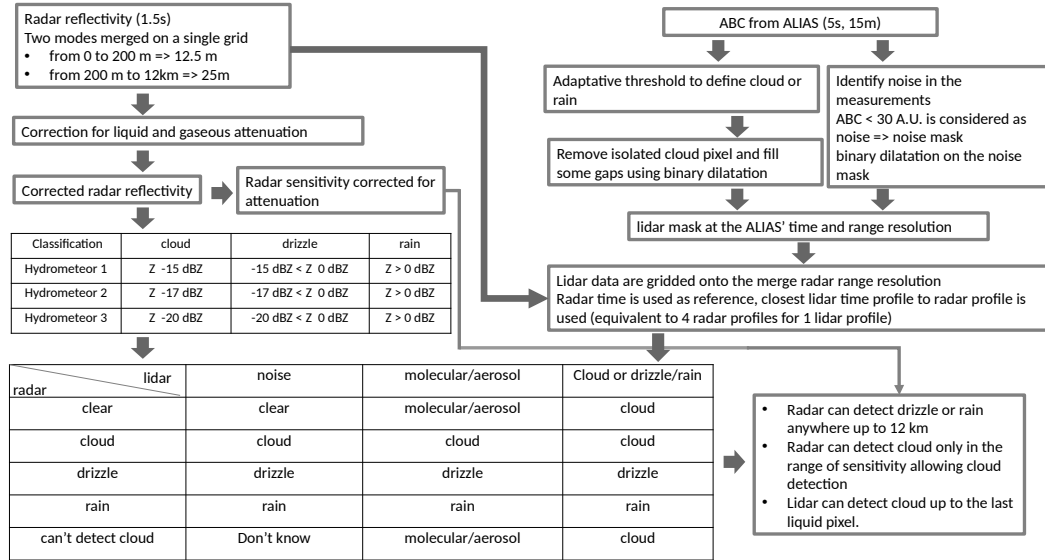 Radar reflectivity (1.5s)
Two modes merged on a single grid
• from 0 to 200 m => 12.5 m
• from 200 m to 12km => 25m
Correction for liquid and gaseous attenuation
Corrected radar reflectivity
Radar sensitivity corrected for
attenuation
Classification cloud drizzle rain
Hydrometeor 1 Z -15 dBZ -15 dBZ < Z 0 dBZ Z > 0 dBZ
Hydrometeor 2 Z -17 dBZ -17 dBZ < Z 0 dBZ Z > 0 dBZ
Hydrometeor 3 Z -20 dBZ -20 dBZ < Z 0 dBZ Z > 0 dBZ
ABC from ALIAS (5s, 15m)
Adaptative threshold to define cloud or
rain
Remove isolated cloud pixel and fill
some gaps using binary dilatation
Identify noise in the
measurements
ABC < 30 A.U. is considered as
noise => noise mask
binary dilatation on the noise
mask
lidar mask at the ALIAS' time and range resolution
Lidar data are gridded onto the merge radar range resolution
Radar time is used as reference, closest lidar time profile to radar profile is
used (equivalent to 4 radar profiles for 1 lidar profile)
lidar
radar
noise molecular/aerosol Cloud or drizzle/rain
clear clear molecular/aerosol cloud
cloud cloud cloud cloud
drizzle drizzle drizzle drizzle
rain rain rain rain
can't detect cloud Don't know molecular/aerosol cloud
• Radar can detect drizzle or rain
anywhere up to 12 km
• Radar can detect cloud only in the
range of sensitivity allowing cloud
detection
• Lidar can detect cloud up to the last
liquid pixel.